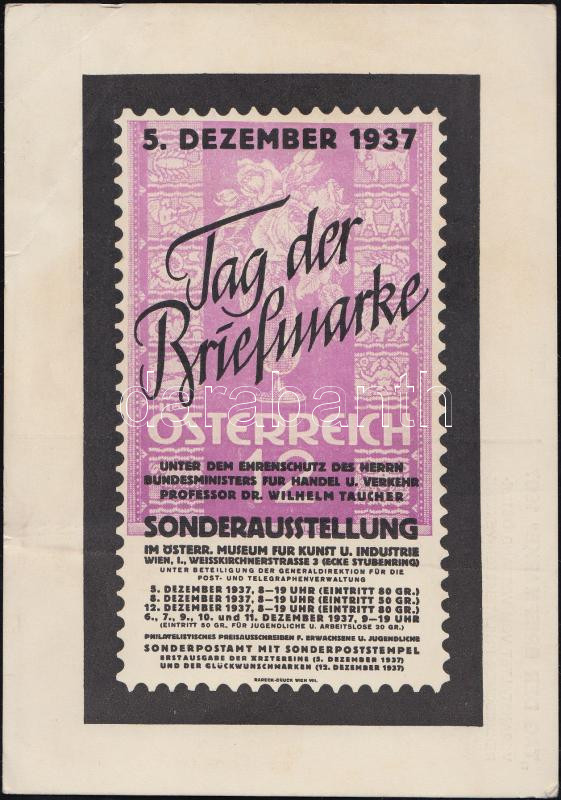 5. DEZEMBER 1937
Tag der
Briefmarke
darabanth
ÖSTERREICH
12
UNTER DEM EHRENSCHUTZ DES HERRN
BUNDESMINISTERS FUR HANDEL U. VERKEHR
PROFESSOR DR. WILHELM TAUCHER
SONDERAUSSTELLUNG
IM ÖSTERR. MUSEUM FUR KUNST U. INDUSTRIE
WIEN, I., WEISSKIRCHNERSTRASSE 3 (ECKE STUBENRING)
UNTER BETEILIGUNG DER GENERALDIREKTION FÜR DIE
POST- UND TELEGRAPHENVERWALTUNG
5. DEZEMBER 1937, 8—19 UHR (EINTRITT 80 GR.)
8. DEZEMBER 1937, 8—19 UHR (EINTRITT 50 GR.)
12. DEZEMBER 1937, 8—19 UHR (EINTRITT 80 GR.)
6., 7., 9., 10. und 11. DEZEMBER 1937, 9—19 UHR
(EINTRITT 50 GR. FÜR JUGENDLICHE U. ARBEITSLOSE 20 GR.)
PHILATELISTISCHES PREISAUSSCHREIBEN F. ERWACHSENE U. JUGENDLICHE
SONDERPOSTAMT MIT SONDERPOSTSTEMPEL
ERSTAUSGABE DER ÄRZTEREIHE (5. DEZEMBER 1937)
UND DER GLÜCKWUNSCHMARKEN (12. DEZEMBER 1937)